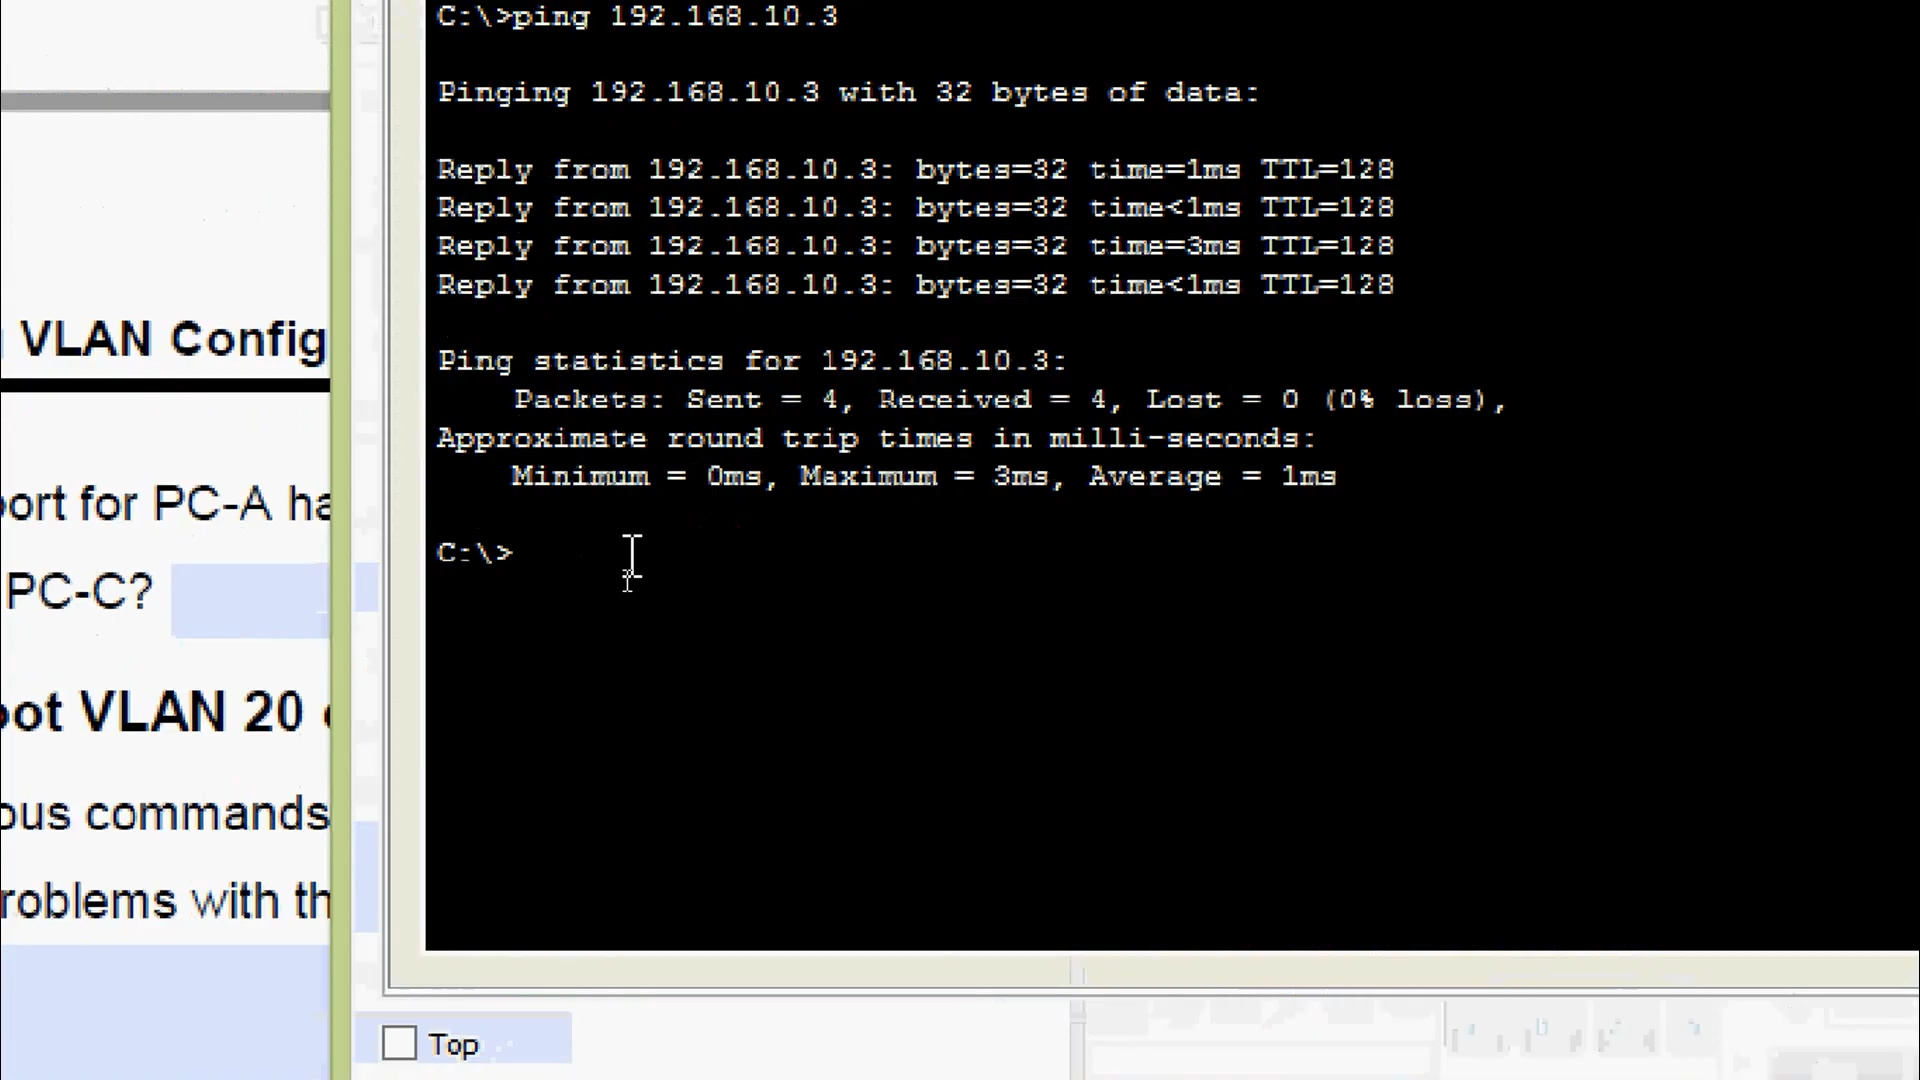 C:\>ping 192.168.10.3
Pinging 192.168.10.3 with 32 bytes of data:
Reply from 192.168.10.3: bytes=32 time=1ms TTL=128
Reply from 192.168.10.3: bytes=32 time<1ms TTL=128
Reply from 192.168.10.3: bytes=32 time=3ms TTL=128
Reply from 192.168.10.3: bytes=32 time<1ms TTL=128
Ping statistics for 192.168.10.3:
Packets: Sent = 4, Received = 4, Lost = 0 (0% loss),
Approximate round trip times in milli-seconds:
Minimum = 0ms, Maximum = 3ms, Average = 1ms
C:\>
VLAN Config
port for PC-A ha
PC-C?
oot VLAN 20
ous commands
roblems with th
Top